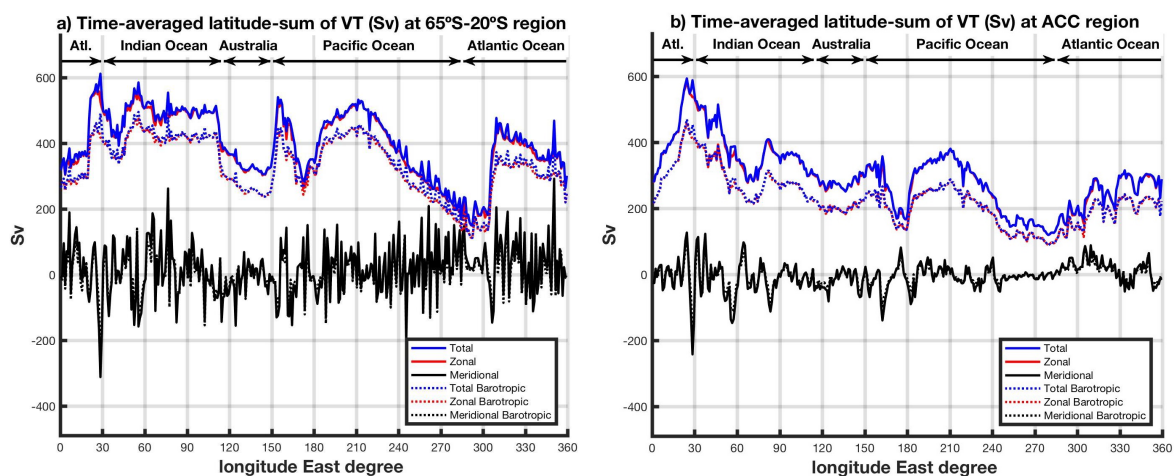 a) Time-averaged latitude-sum of VT (Sv) at 65ºS-20ºS region
Atl. Indian Ocean Australia Pacific Ocean Atlantic Ocean
600
400
200
0
-200
-400
Sv
Total
Zonal
Meridional
Total Barotropic
Zonal Barotropic
Meridional Barotropic
0 30 60 90 120 150 180 210 240 270 300 330 360
longitude East degree
b) Time-averaged latitude-sum of VT (Sv) at ACC region
Atl. Indian Ocean Australia Pacific Ocean Atlantic Ocean
600
400
200
0
-200
-400
Sv
Total
Zonal
Meridional
Total Barotropic
Zonal Barotropic
Meridional Barotropic
0 30 60 90 120 150 180 210 240 270 300 330 360
longitude East degree